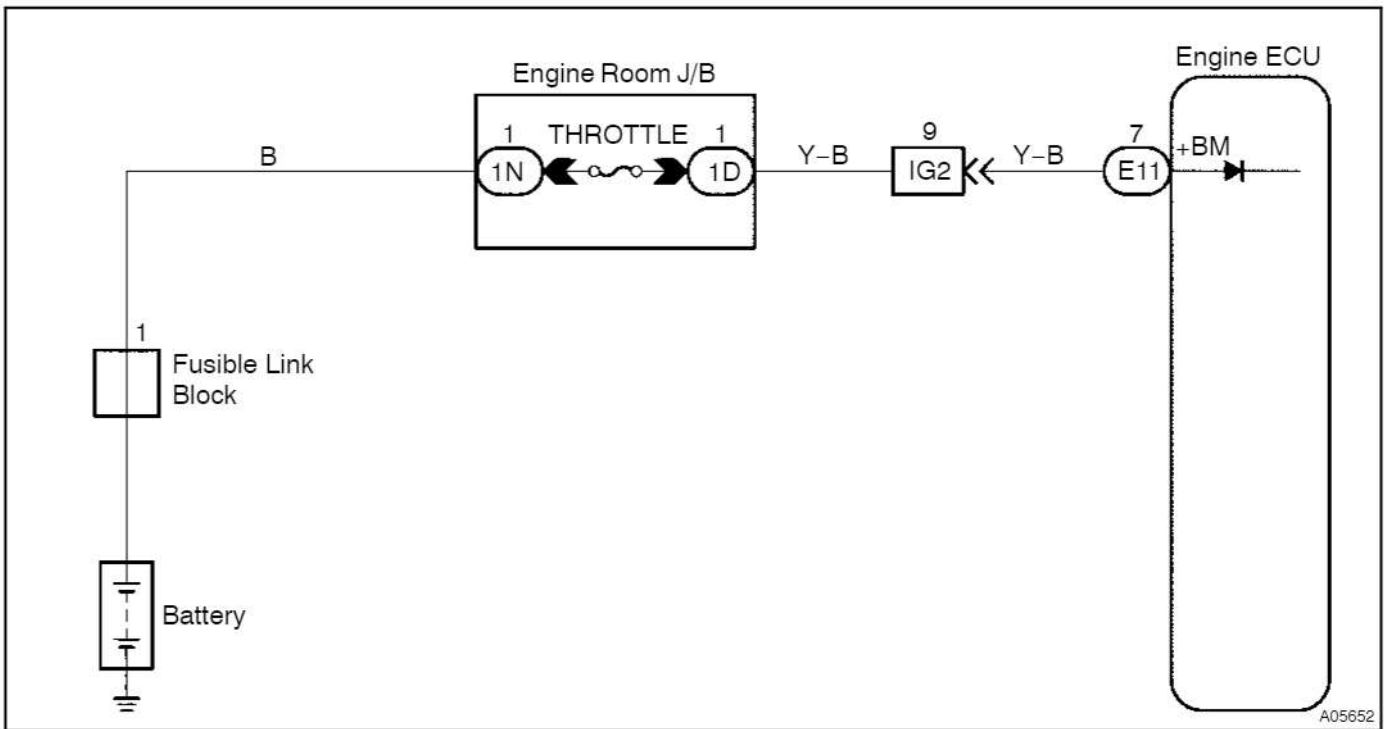 Engine ECU
Engine Room J/B
1 THROTTLE 1
9
7
B
1N
1D
Y–B
IG2
Y–B
E11
+BM
1
Fusible Link
Block
Battery
A05652